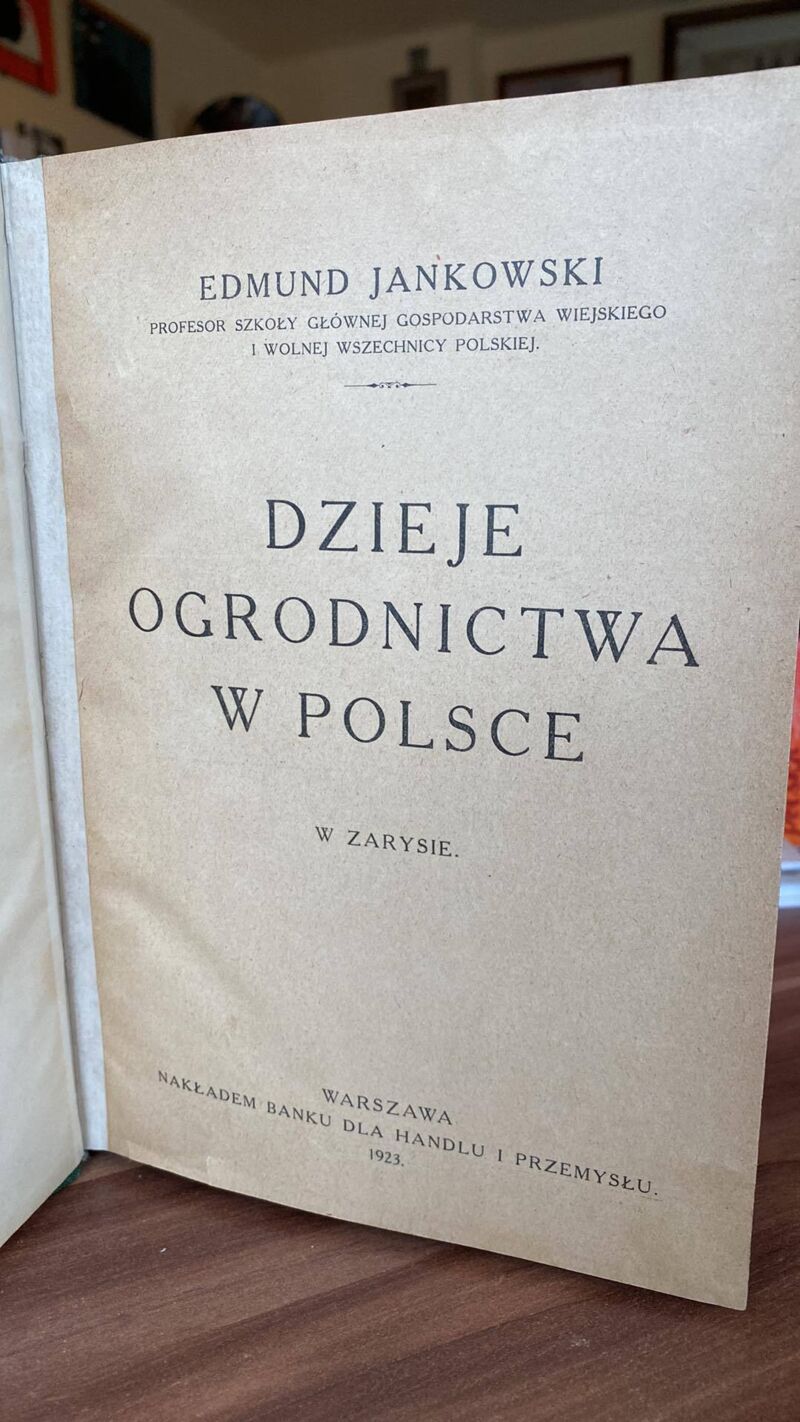 EDMUND JANKOWSKI
PROFESOR SZKOŁY GŁÓWNEJ GOSPODARSTWA WIEJSKIEGO
I WOLNEJ WSZECHNICY POLSKIEJ.
DZIEJE
OGRODNICTWA
W POLSCE
W ZARYSIE.
WARSZAWA
NAKŁADEM BANKU DLA HANDLU I PRZEMYSŁU.
1923.